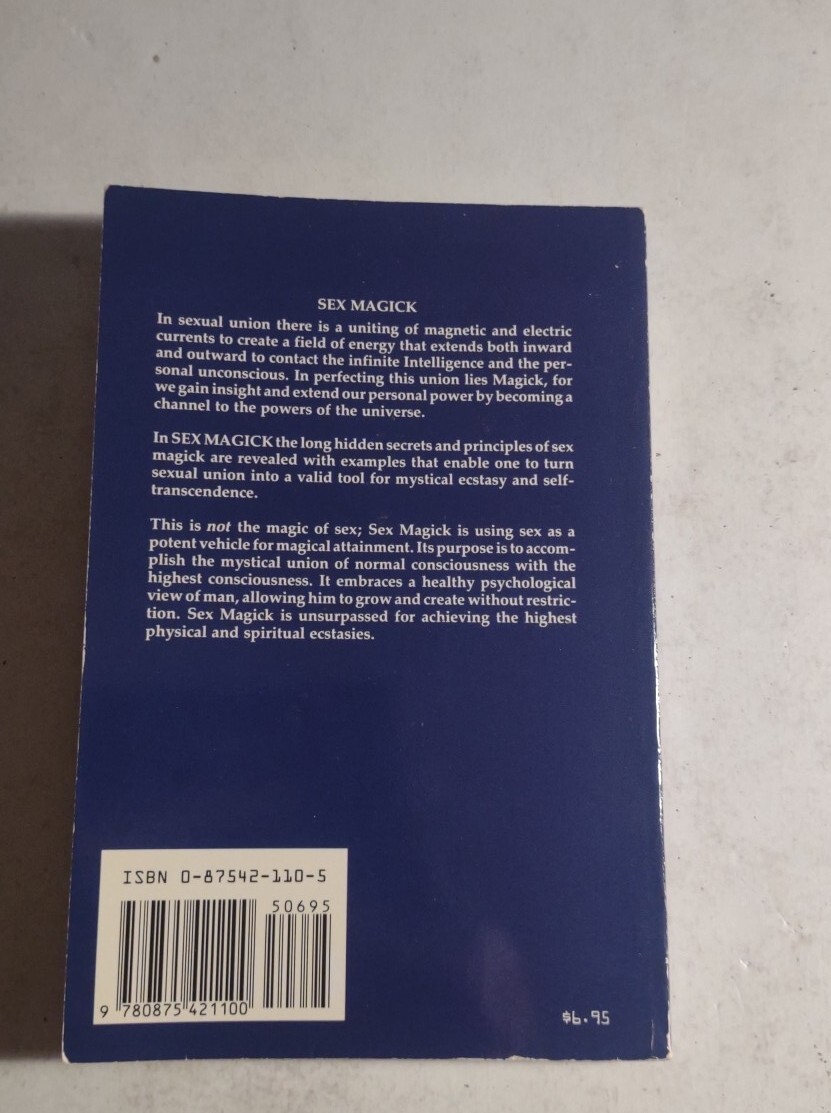 SEX MAGICK
In sexual union there is a uniting of magnetic and electric
currents to create a field of energy that extends both inward
and outward to contact the infinite Intelligence and the per-
sonal unconscious. In perfecting this union lies Magick, for
we gain insight and extend our personal power by becoming a
channel to the powers of the universe.
In SEX MAGICK the long hidden secrets and principles of sex
magick are revealed with examples that enable one to turn
sexual union into a valid tool for mystical ecstasy and self-
transcendence.
This is not the magic of sex; Sex Magick is using sex as a
potent vehicle for magical attainment. Its purpose is to accom-
plish the mystical union of normal consciousness with the
highest consciousness. It embraces a healthy psychological
view of man, allowing him to grow and create without restric-
tion. Sex Magick is unsurpassed for achieving the highest
physical and spiritual ecstasies.
ISBN 0-87542-110-5
50695
9 780875 421100
$6.95